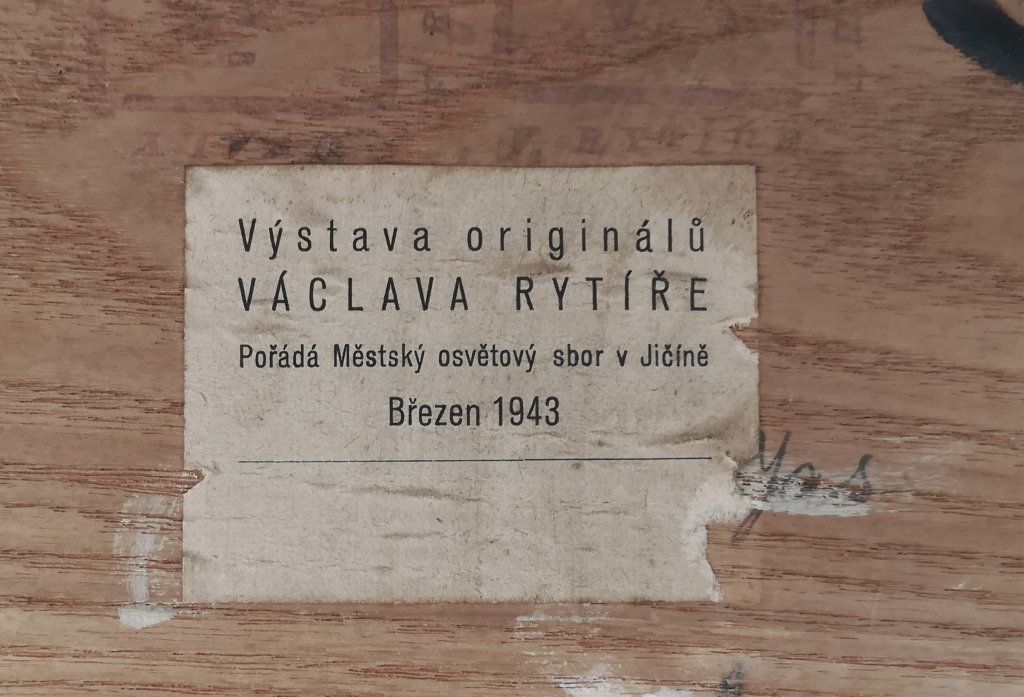 Výstava originálů
VÁCLAVA RYTÍŘE
Pořádá Městský osvětový sbor v Jičíně
Březen 1943